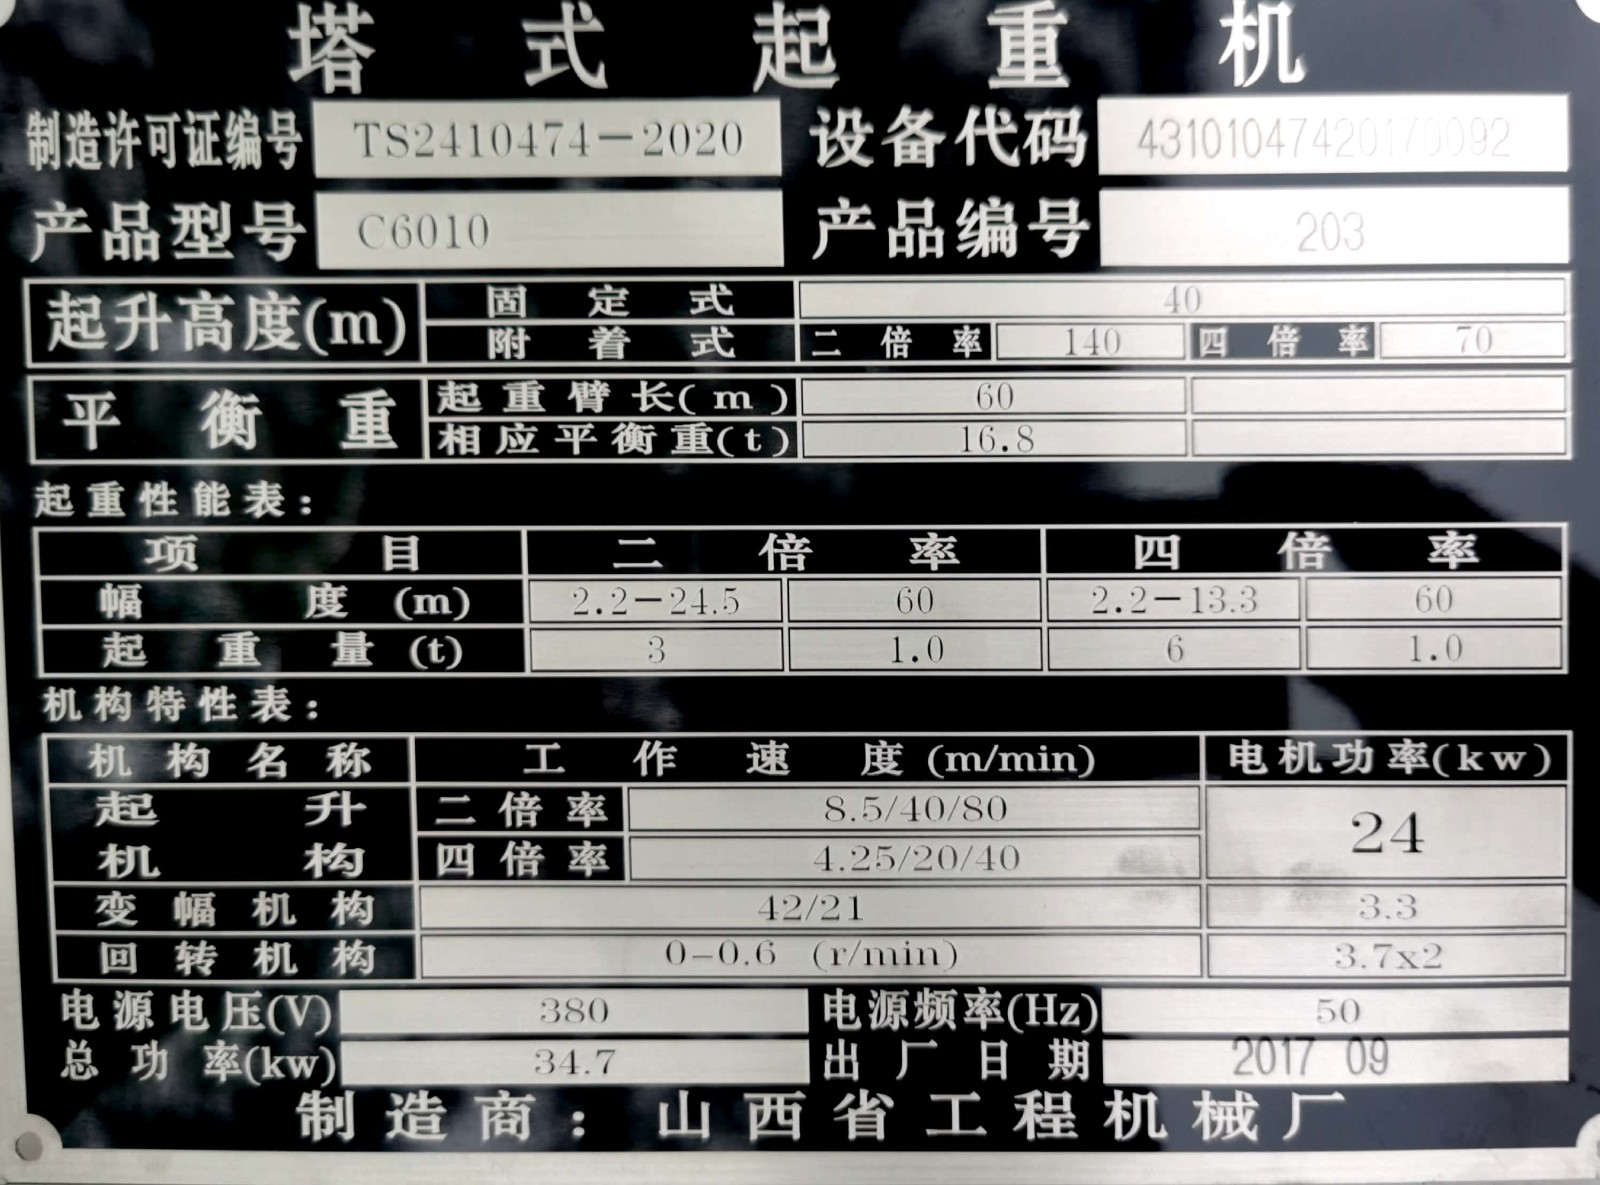 塔式起重机
制造许可证编号 TS2410474-2020 设备代码 43101047420170092
产品型号 C6010 产品编号 203
起升高度(m) 固定式 40
附着式 二倍率 140 四倍率 70
平衡重 起重臂长(m) 60
相应平衡重(t) 16.8
起重性能表:
项目 二倍率 四倍率
幅度(m) 2.2-24.5 60 2.2-13.3 60
起重量(t) 3 1.0 6 1.0
机构特性表:
机构名称 工作速度(m/min) 电机功率(kw)
起升机构 二倍率 8.5/40/80 24
四倍率 4.25/20/40
变幅机构 42/21 3.3
回转机构 0-0.6 (r/min) 3.7x2
电源电压(V) 380 电源频率(Hz) 50
总功率(kw) 34.7 出厂日期 2017 09
制造商:山西省工程机械厂